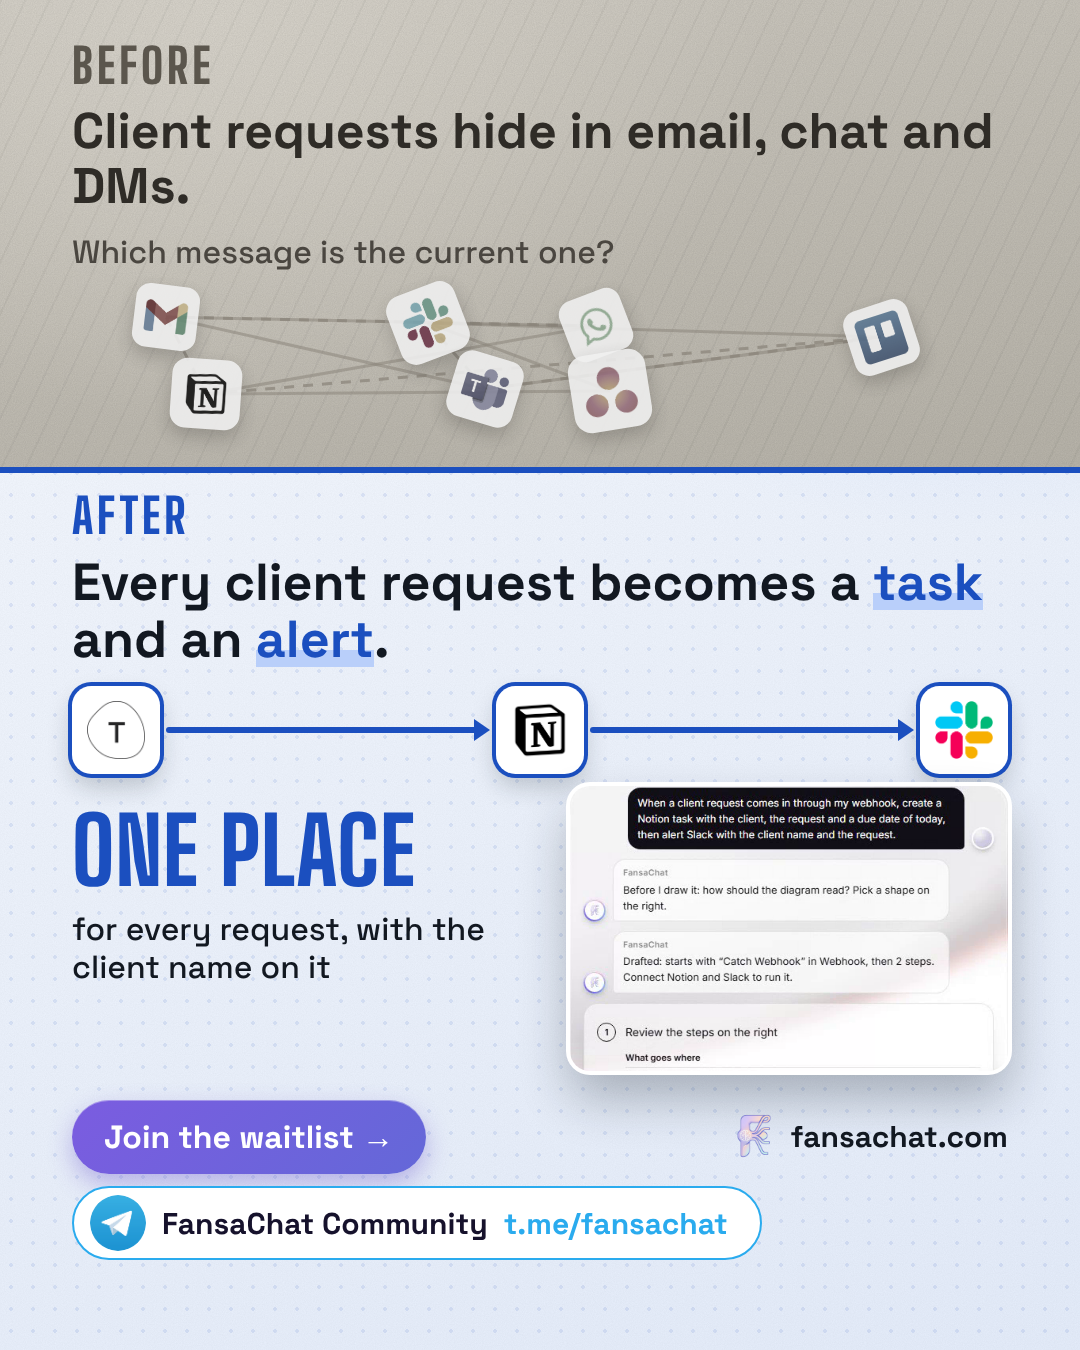 BEFORE
Client requests hide in email, chat and
DMs.
Which message is the current one?
N
T
AFTER
Every client request becomes a task
and an alert.
T
N
ONE PLACE
for every request, with the
client name on it
When a client request comes in through my webhook, create a
Notion task with the client, the request and a due date of today,
then alert Slack with the client name and the request.
FansaChat
Before I draw it: how should the diagram read? Pick a shape on
the right.
FansaChat
Drafted: starts with “Catch Webhook” in Webhook, then 2 steps.
Connect Notion and Slack to run it.
1 Review the steps on the right
What goes where
Join the waitlist →
fansachat.com
FansaChat Community t.me/fansachat